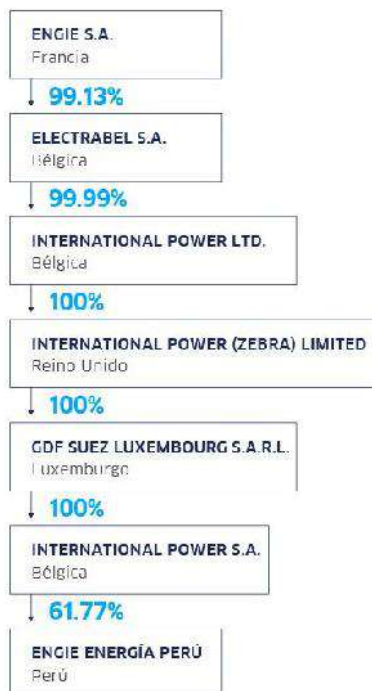 ENGIE S.A.
Francia
99.13%
ELECTRABEL S.A.
Bélgica
99.99%
INTERNATIONAL POWER LTD.
Bélgica
100%
INTERNATIONAL POWER (ZEBRA) LIMITED
Reino Unido
100%
GDF SUEZ LUXEMBOURG S.A.R.L.
Luxemburgo
100%
INTERNATIONAL POWER S.A.
Bélgica
61.77%
ENGIE ENERGÍA PERÚ
Perú